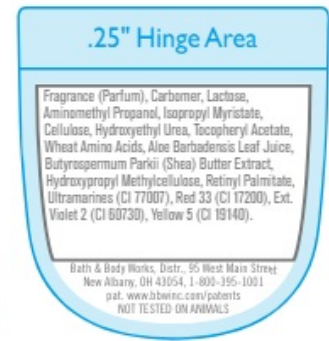 .25" Hinge Area
Fragrance (Parfum), Carbomer, Lactose,
Aminomethyl Propanol, Isopropyl Myristate,
Cellulose, Hydroxyethyl Urea, Tocopheryl Acetate,
Wheat Amino Acids, Aloe Barbadensis Leaf Juice,
Butyrospermum Parkii (Shea) Butter Extract,
Hydroxypropyl Methylcellulose, Retinyl Palmitate,
Ultramarines (CI 77007), Red 33 (CI 17200), Ext.
Violet 2 (CI 60730), Yellow 5 (CI 19140).
Bath & Body Works, Distr., 95 West Main Street
New Albany, OH 43054, 1-800-395-1001
pat. www.bbwinc.com/patents
NOT TESTED ON ANIMALS